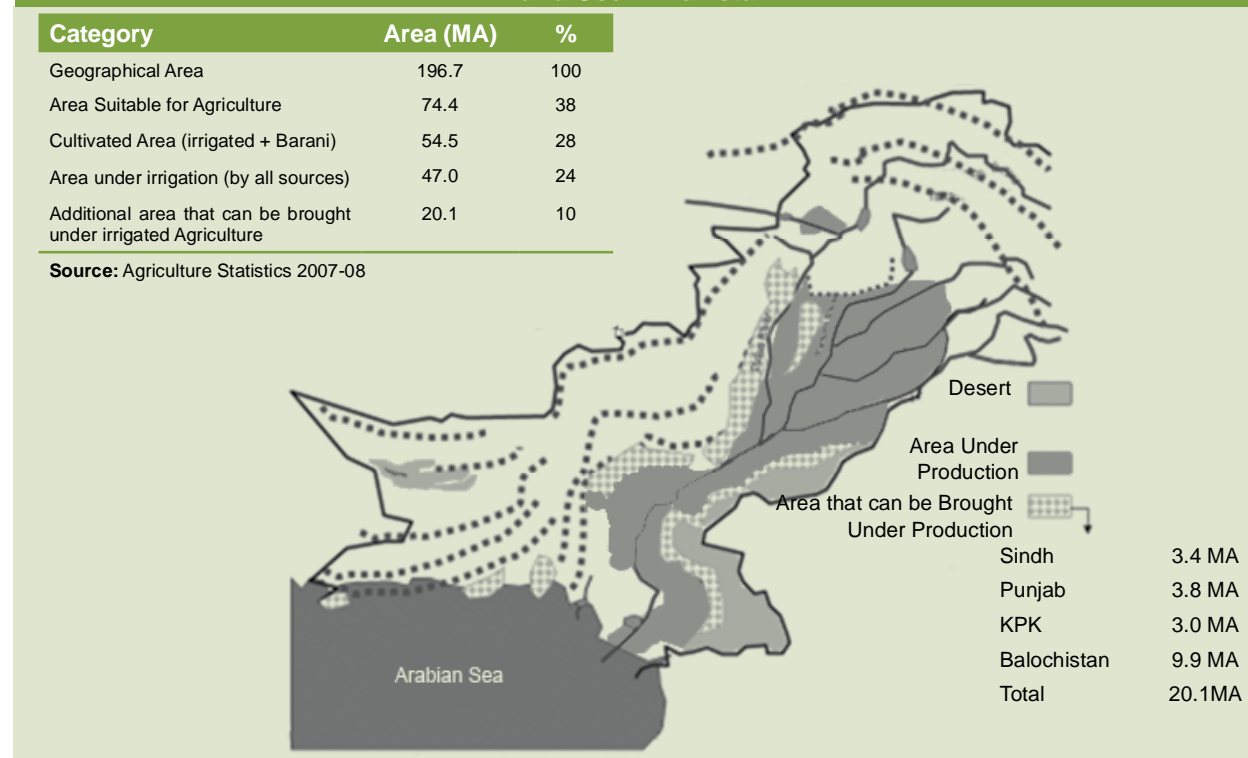 Category Area (MA) %
Geographical Area 196.7 100
Area Suitable for Agriculture 74.4 38
Cultivated Area (irrigated + Barani) 54.5 28
Area under irrigation (by all sources) 47.0 24
Additional area that can be brought 20.1 10
under irrigated Agriculture
Source: Agriculture Statistics 2007-08
Desert
Area Under
Production
Area that can be Brought
Under Production
Sindh 3.4 MA
Punjab 3.8 MA
KPK 3.0 MA
Balochistan 9.9 MA
Total 20.1MA
Arabian Sea